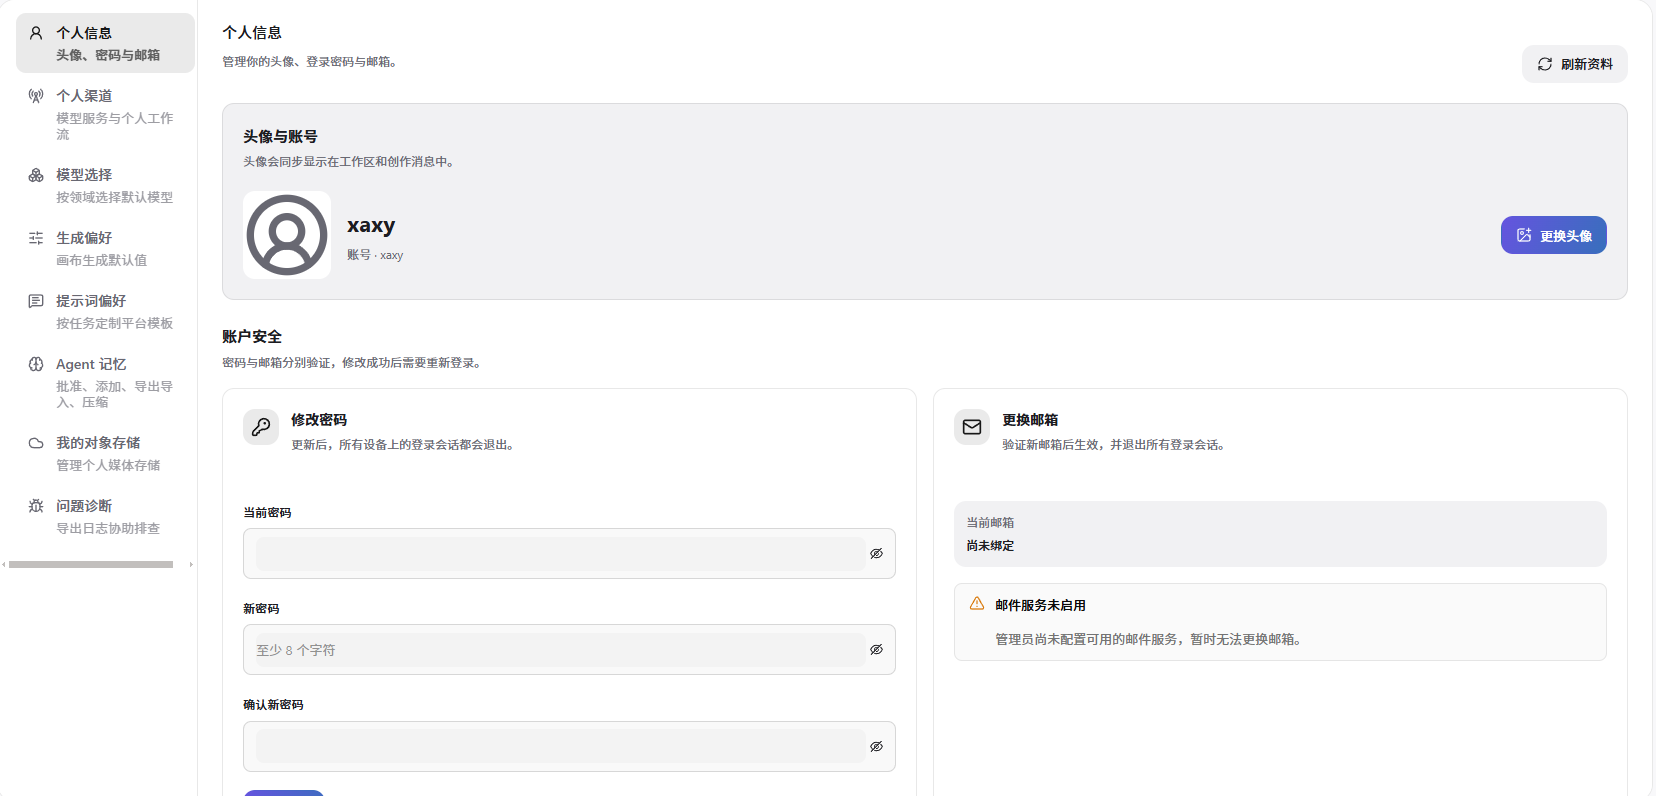 个人信息
头像、密码与邮箱
个人渠道
模型服务与个人工作
流
模型选择
按领域选择默认模型
生成偏好
画布生成默认值
提示词偏好
按任务定制平台模板
Agent 记忆
批准、添加、导出导
入、压缩
我的对象存储
管理个人媒体存储
问题诊断
导出日志协助排查
个人信息
管理你的头像、登录密码与邮箱。
刷新资料
头像与账号
头像会同步显示在工作区和创作消息中。
xaxy
账号 · xaxy
更换头像
账户安全
密码与邮箱分别验证，修改成功后需要重新登录。
修改密码
更新后，所有设备上的登录会话都会退出。
当前密码
新密码
至少 8 个字符
确认新密码
更换邮箱
验证新邮箱后生效，并退出所有登录会话。
当前邮箱
尚未绑定
邮件服务未启用
管理员尚未配置可用的邮件服务，暂时无法更换邮箱。